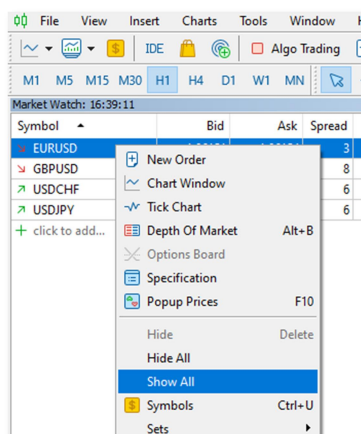 File View Insert Charts Tools Window
IDE Algo Trading
M1 M5 M15 M30 H1 H4 D1 W1 MN
Market Watch: 16:39:11
Symbol Bid Ask Spread
EURUSD 3
GBPUSD 8
USDCHF 6
USDJPY 6
click to add...
New Order
Chart Window
Tick Chart
Depth Of Market Alt+B
Options Board
Specification
Popup Prices F10
Hide Delete
Hide All
Show All
Symbols Ctrl+U
Sets